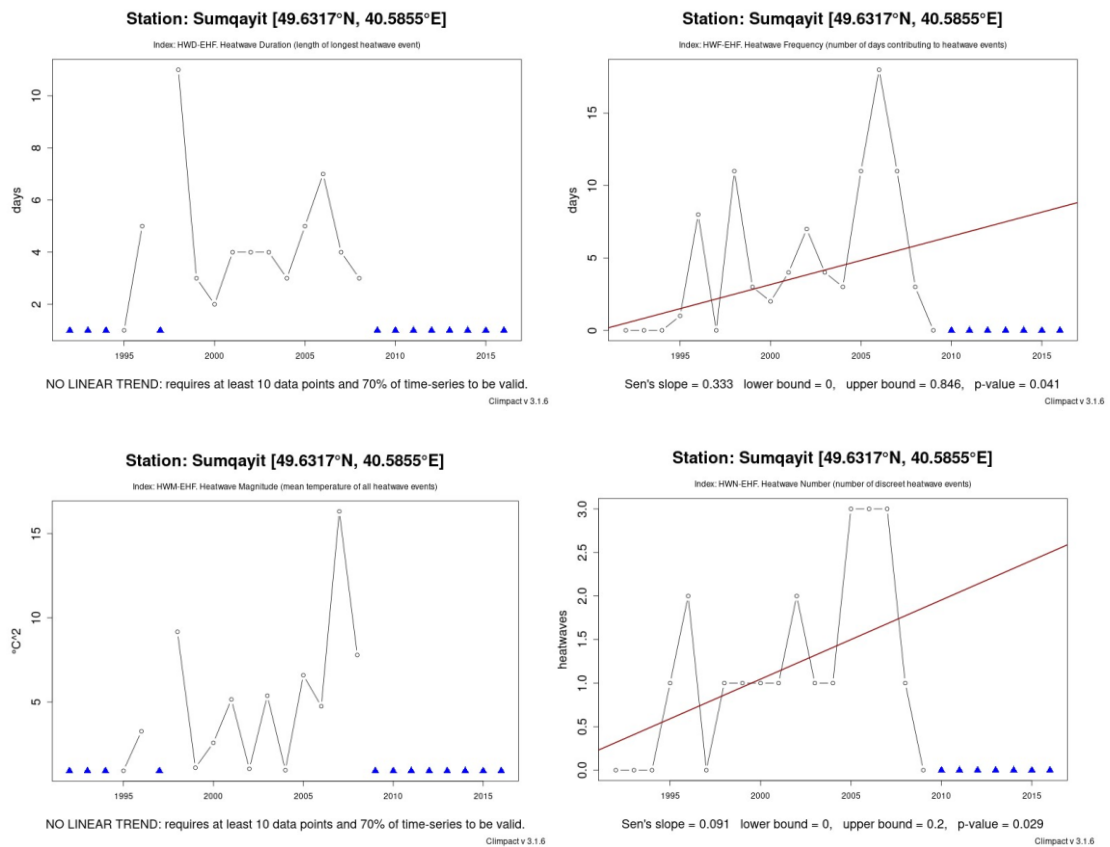 Station: Sumqayit [49.6317°N, 40.5855°E]
Index: HWD-EHF. Heatwave Duration (length of longest heatwave event)
days
10
8
6
4
2
1995 2000 2005 2010 2015
NO LINEAR TREND: requires at least 10 data points and 70% of time-series to be valid.
Climpact v 3.1.6
Station: Sumqayit [49.6317°N, 40.5855°E]
Index: HWF-EHF. Heatwave Frequency (number of days contributing to heatwave events)
days
15
10
5
0
1995 2000 2005 2010 2015
Sen's slope = 0.333 lower bound = 0, upper bound = 0.846, p-value = 0.041
Climpact v 3.1.6
Station: Sumqayit [49.6317°N, 40.5855°E]
Index: HWM-EHF. Heatwave Magnitude (mean temperature of all heatwave events)
°C^2
15
10
5
1995 2000 2005 2010 2015
NO LINEAR TREND: requires at least 10 data points and 70% of time-series to be valid.
Climpact v 3.1.6
Station: Sumqayit [49.6317°N, 40.5855°E]
Index: HWN-EHF. Heatwave Number (number of discreet heatwave events)
heatwaves
3.0
2.5
2.0
1.5
1.0
0.5
0.0
1995 2000 2005 2010 2015
Sen's slope = 0.091 lower bound = 0, upper bound = 0.2, p-value = 0.029
Climpact v 3.1.6